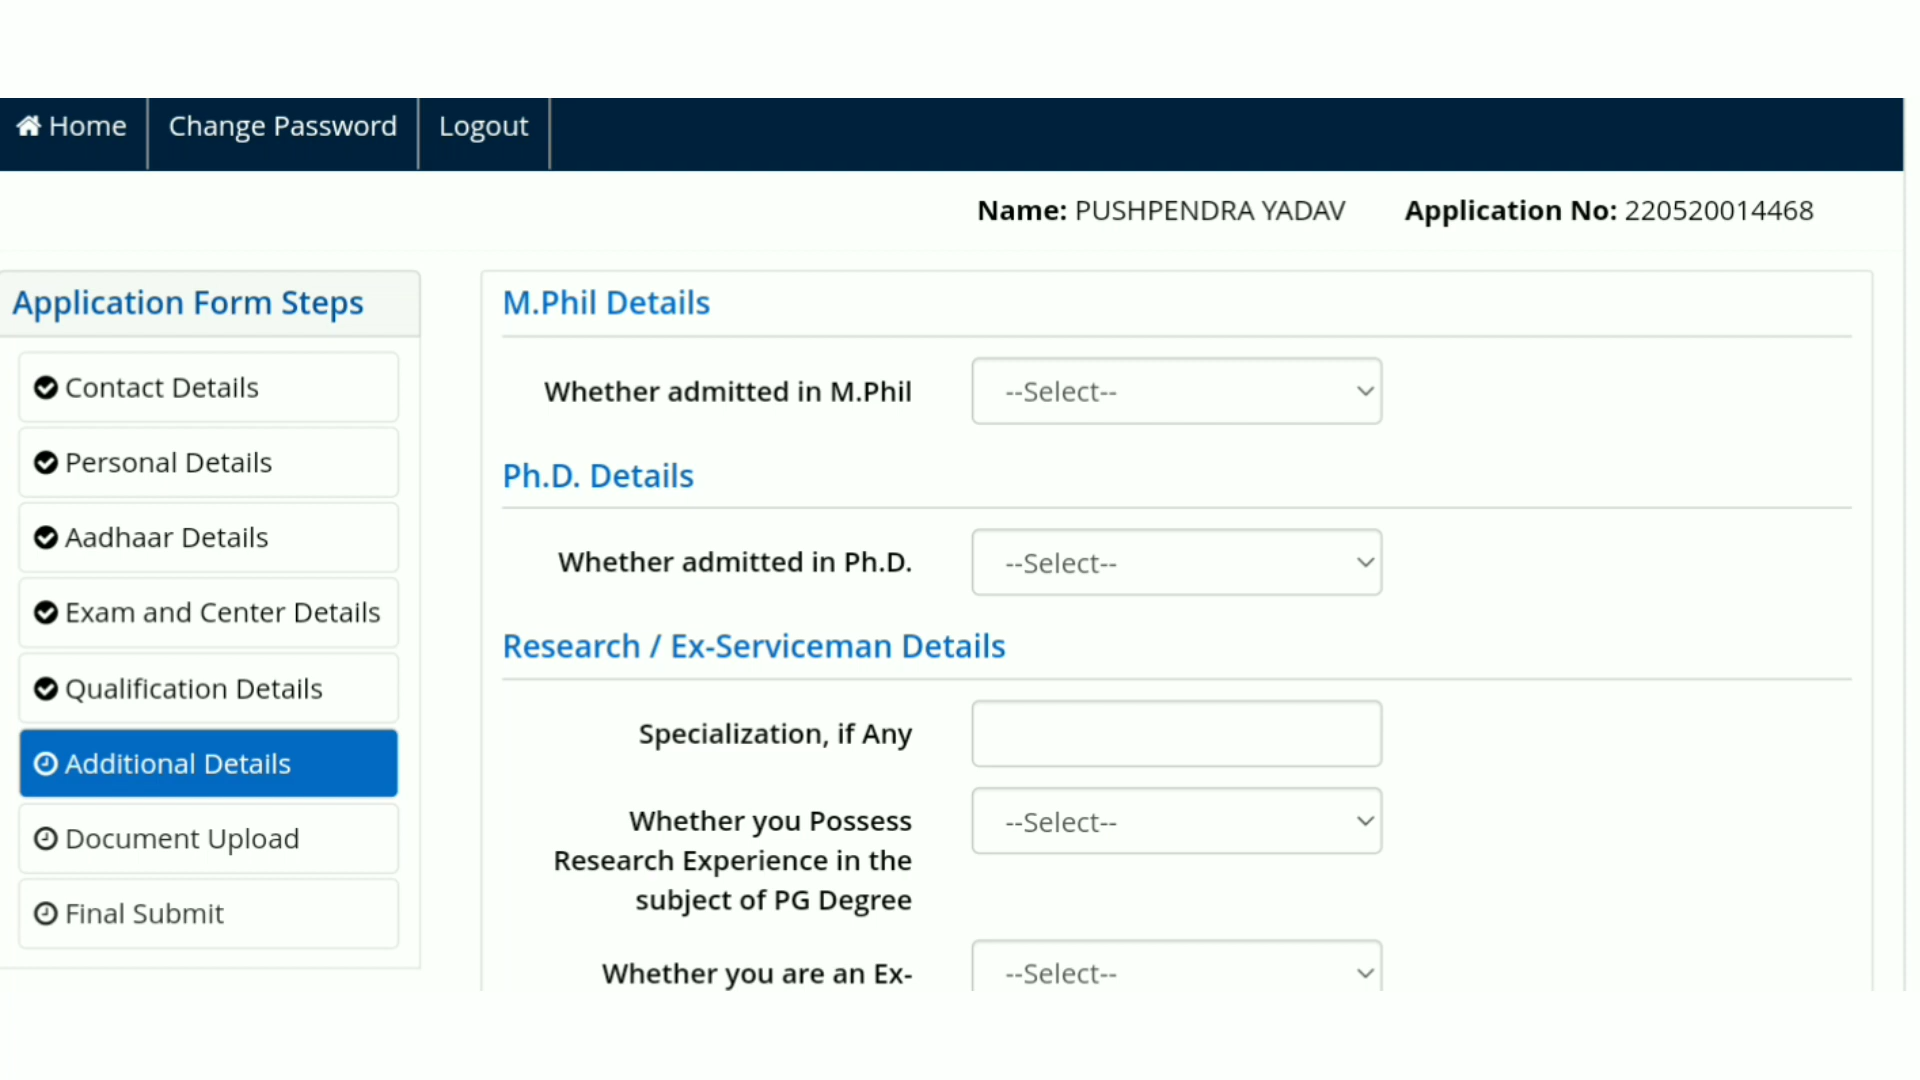 Home
Change Password
Logout
Name: PUSHPENDRA YADAV
Application No: 220520014468
Application Form Steps
Contact Details
Personal Details
Aadhaar Details
Exam and Center Details
Qualification Details
Additional Details
Document Upload
Final Submit
M.Phil Details
Whether admitted in M.Phil
--Select--
Ph.D. Details
Whether admitted in Ph.D.
--Select--
Research / Ex-Serviceman Details
Specialization, if Any
Whether you Possess
Research Experience in the
subject of PG Degree
--Select--
Whether you are an Ex-
--Select--